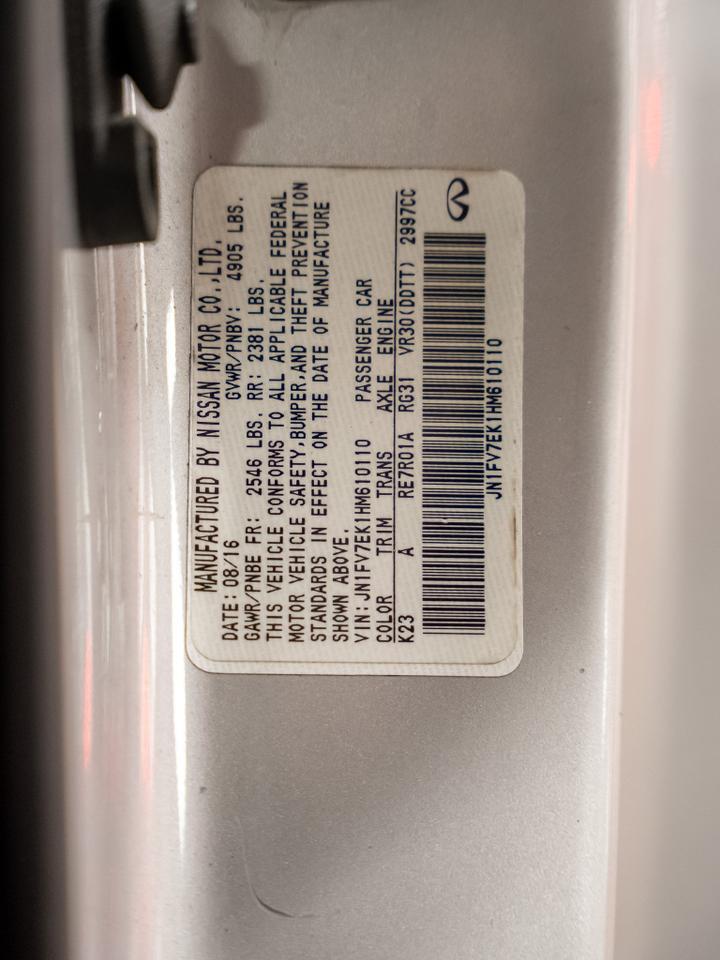 MANUFACTURED BY NISSAN MOTOR CO.,LTD.
DATE: 08/16 GVWR/PNBV: 4905 LBS.
GAWR/PNBE FR: 2546 LBS. RR: 2381 LBS.
THIS VEHICLE CONFORMS TO ALL APPLICABLE FEDERAL
MOTOR VEHICLE SAFETY,BUMPER,AND THEFT PREVENTION
STANDARDS IN EFFECT ON THE DATE OF MANUFACTURE
SHOWN ABOVE.
VIN:JN1FV7EK1HM610110 PASSENGER CAR
COLOR TRIM TRANS AXLE ENGINE
K23 A RE7R01A RG31 VR30(DDTT) 2997CC
JN1FV7EK1HM610110